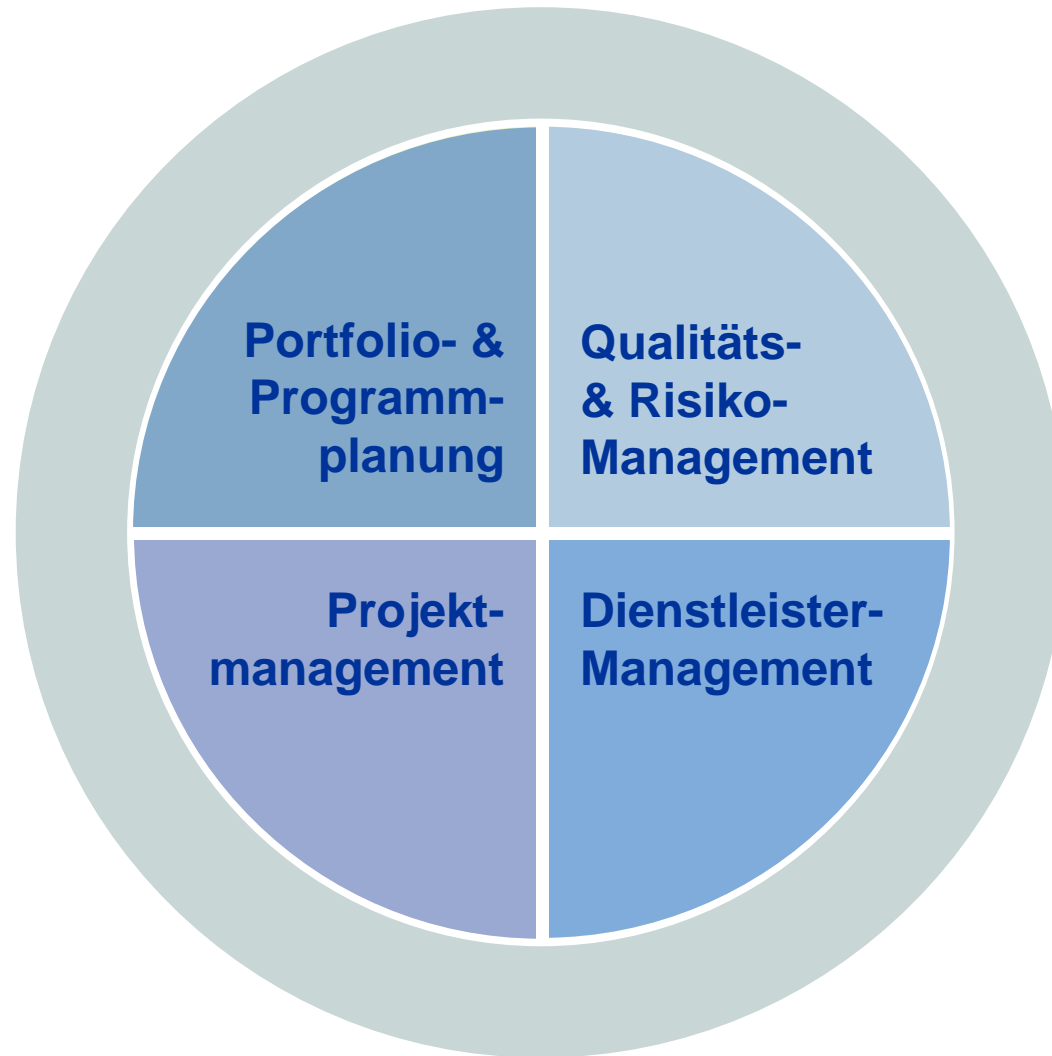 Portfolio- &
Programm-
planung
Qualitäts-
& Risiko-
Management
Projekt-
management
Dienstleister-
Management